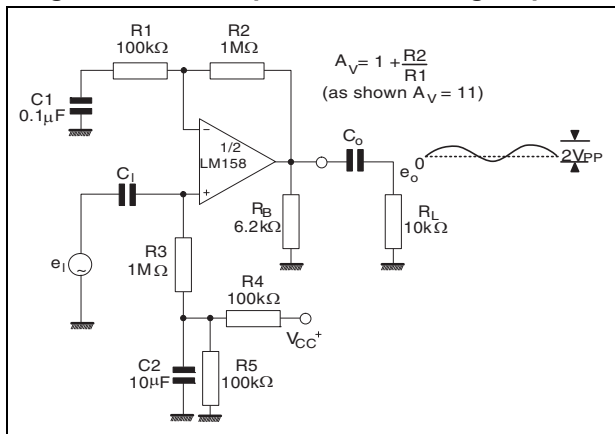 R1
100kΩ
R2
1MΩ
A_V = 1 + R2/R1
(as shown A_V = 11)
C1
0.1µF
1/2
LM158
C_I
C_o
e_o
0
2V_PP
R_B
6.2kΩ
R_L
10kΩ
e_I
~
R3
1MΩ
R4
100kΩ
V_CC+
C2
10µF
R5
100kΩ